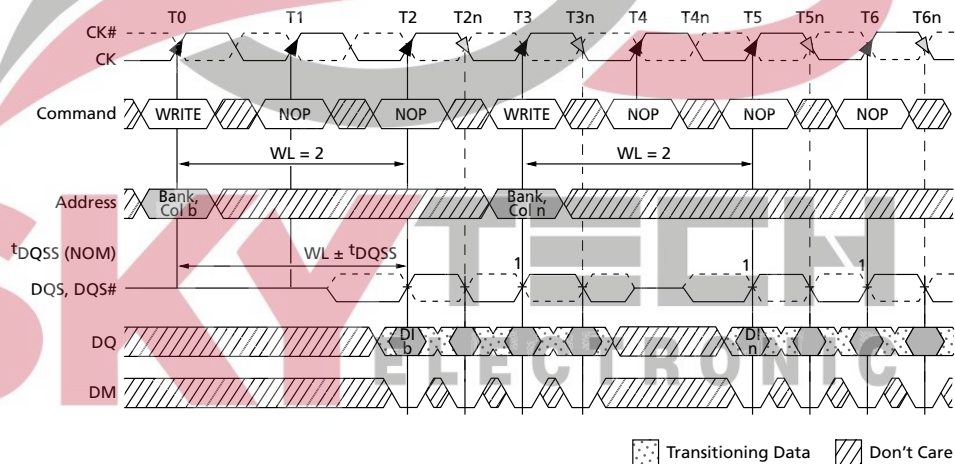 T0 T1 T2 T2n T3 T3n T4 T4n T5 T5n T6 T6n
CK#
CK
Command WRITE NOP NOP WRITE NOP NOP NOP
WL = 2 WL = 2
Address Bank, Col b Bank, Col n
tDQSS (NOM) WL ± tDQSS 1 1 1
DQS, DQS#
DQ DI b DI n
DM
SKYTECH
ELECTRONIC
Transitioning Data Don't Care